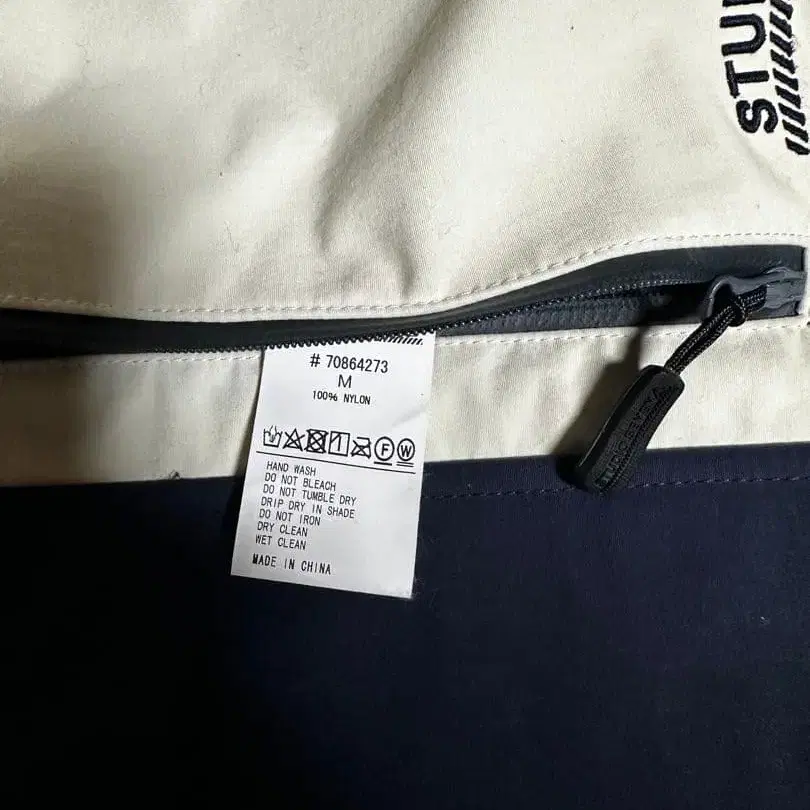 STU
# 70864273
M
100% NYLON
F W
HAND WASH
DO NOT BLEACH
DO NOT TUMBLE DRY
DRIP DRY IN SHADE
DO NOT IRON
DRY CLEAN
WET CLEAN
MADE IN CHINA